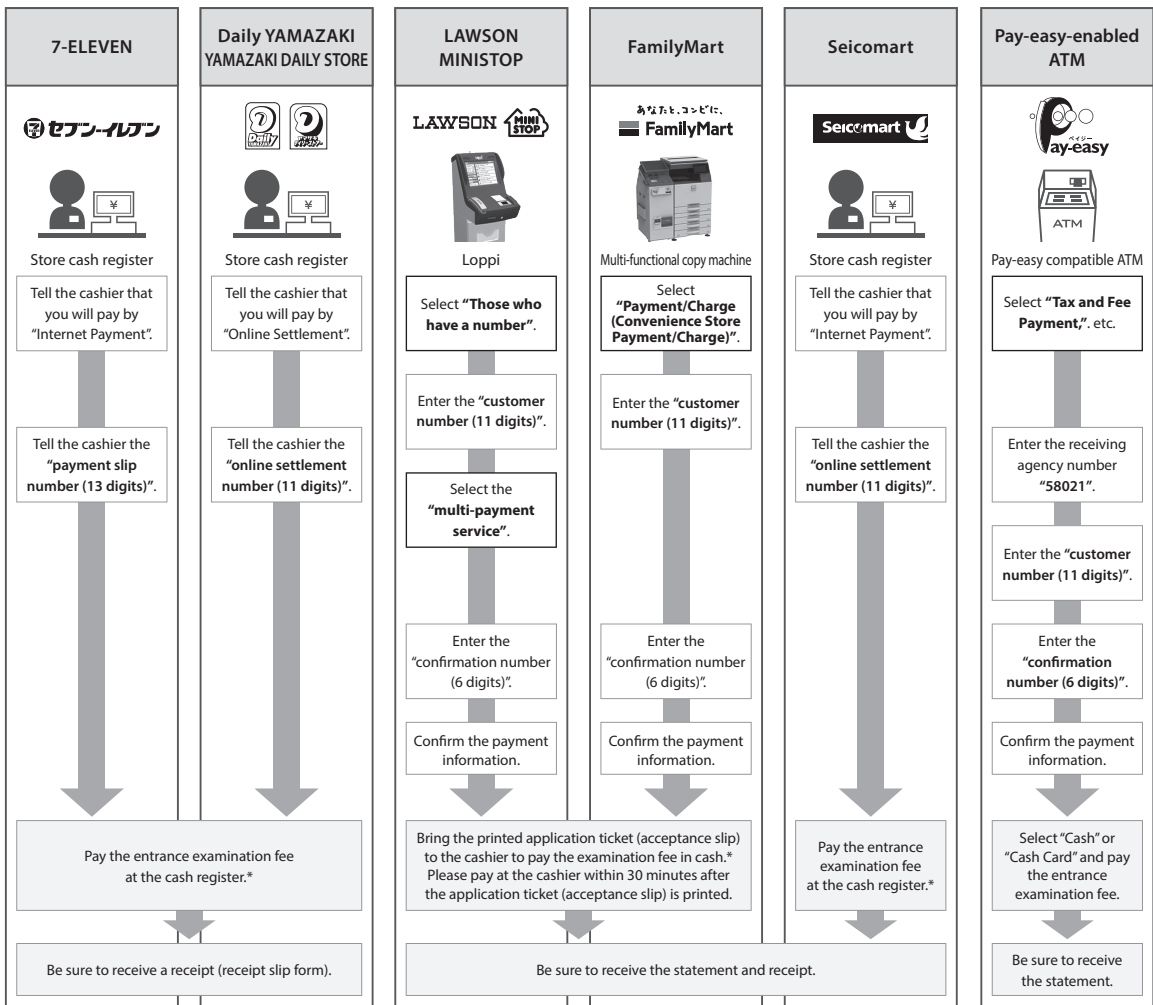 7-ELEVEN
セブン-イレブン
¥
Store cash register
Tell the cashier that
you will pay by
“Internet Payment”.
Tell the cashier the
“payment slip
number (13 digits)”.
Daily YAMAZAKI
YAMAZAKI DAILY STORE
Daily
¥
Store cash register
Tell the cashier that
you will pay by
“Online Settlement”.
Tell the cashier the
“online settlement
number (11 digits)”.
Pay the entrance examination fee
at the cash register.*
Be sure to receive a receipt (receipt slip form).
LAWSON
MINISTOP
LAWSON
MINI
STOP
Loppi
Select “Those who
have a number”.
Enter the “customer
number (11 digits)”.
Select the
“multi-payment
service”.
Enter the
“confirmation number
(6 digits)”.
Confirm the payment
information.
FamilyMart
あなたと、コンビに、
FamilyMart
Multi-functional copy machine
Select
“Payment/Charge
(Convenience Store
Payment/Charge)”.
Enter the “customer
number (11 digits)”.
Enter the
“confirmation number
(6 digits)”.
Confirm the payment
information.
Bring the printed application ticket (acceptance slip)
to the cashier to pay the examination fee in cash.*
Please pay at the cashier within 30 minutes after
the application ticket (acceptance slip) is printed.
Seicomart
Seicomart
¥
Store cash register
Tell the cashier that
you will pay by
“Internet Payment”.
Tell the cashier the
“online settlement
number (11 digits)”.
Pay the entrance
examination fee
at the cash register.*
Be sure to receive the statement and receipt.
Pay-easy-enabled
ATM
ペイジー
Pay-easy
ATM
Pay-easy compatible ATM
Select “Tax and Fee
Payment,”. etc.
Enter the receiving
agency number
“58021”.
Enter the “customer
number (11 digits)”.
Enter the
“confirmation
number (6 digits)”.
Confirm the payment
information.
Select “Cash” or
“Cash Card” and pay
the entrance
examination fee.
Be sure to receive
the statement.